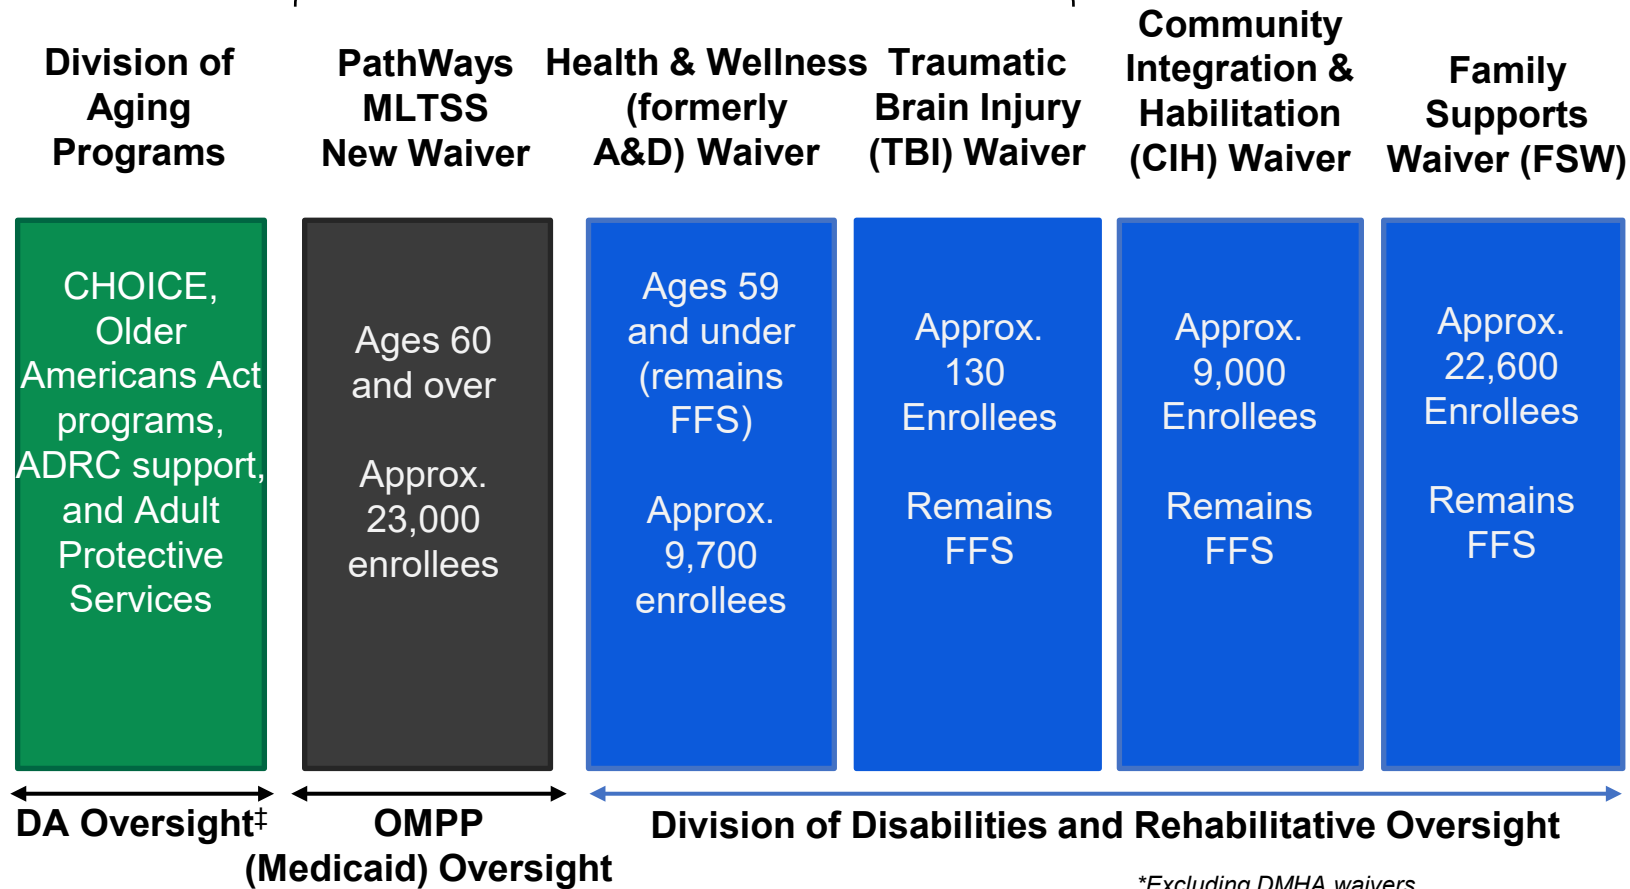 Division of
Aging
Programs
PathWays
MLTSS
New Waiver
Health & Wellness
(formerly
A&D) Waiver
Traumatic
Brain Injury
(TBI) Waiver
Community
Integration &
Habilitation
(CIH) Waiver
Family
Supports
Waiver (FSW)
CHOICE,
Older
Americans Act
programs,
ADRC support,
and Adult
Protective
Services
Ages 60
and over
Approx.
23,000
enrollees
Ages 59
and under
(remains
FFS)
Approx.
9,700
enrollees
Approx.
130
Enrollees
Remains
FFS
Approx.
9,000
Enrollees
Remains
FFS
Approx.
22,600
Enrollees
Remains
FFS
DA Oversight‡
OMPP
(Medicaid) Oversight
Division of Disabilities and Rehabilitative Oversight
*Excluding DMHA waivers